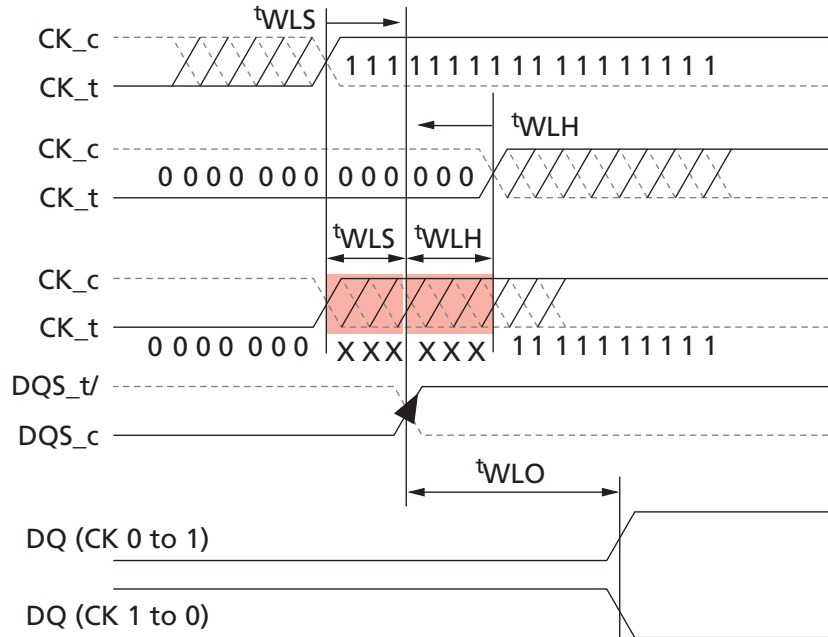 tWLS
CK_c
1 1 1 1 1 1 1 1 1 1 1 1 1 1 1 1 1
CK_t
tWLH
CK_c
0 0 0 0 0 0 0 0 0 0 0 0 0
CK_t
tWLS tWLH
CK_c
CK_t
0 0 0 0 0 0 0 X X X X X X 1 1 1 1 1 1 1 1 1 1
DQS_t/
DQS_c
tWLO
DQ (CK 0 to 1)
DQ (CK 1 to 0)